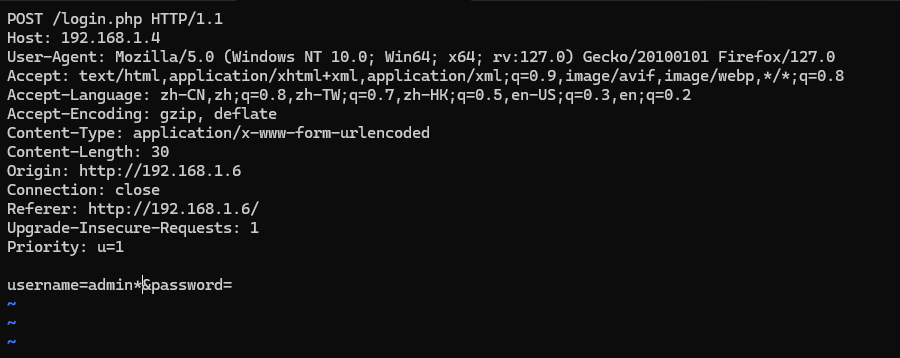 POST /login.php HTTP/1.1
Host: 192.168.1.4
User-Agent: Mozilla/5.0 (Windows NT 10.0; Win64; x64; rv:127.0) Gecko/20100101 Firefox/127.0
Accept: text/html,application/xhtml+xml,application/xml;q=0.9,image/avif,image/webp,*/*;q=0.8
Accept-Language: zh-CN,zh;q=0.8,zh-TW;q=0.7,zh-HK;q=0.5,en-US;q=0.3,en;q=0.2
Accept-Encoding: gzip, deflate
Content-Type: application/x-www-form-urlencoded
Content-Length: 30
Origin: http://192.168.1.6
Connection: close
Referer: http://192.168.1.6/
Upgrade-Insecure-Requests: 1
Priority: u=1

username=admin*&password=
~
~
~